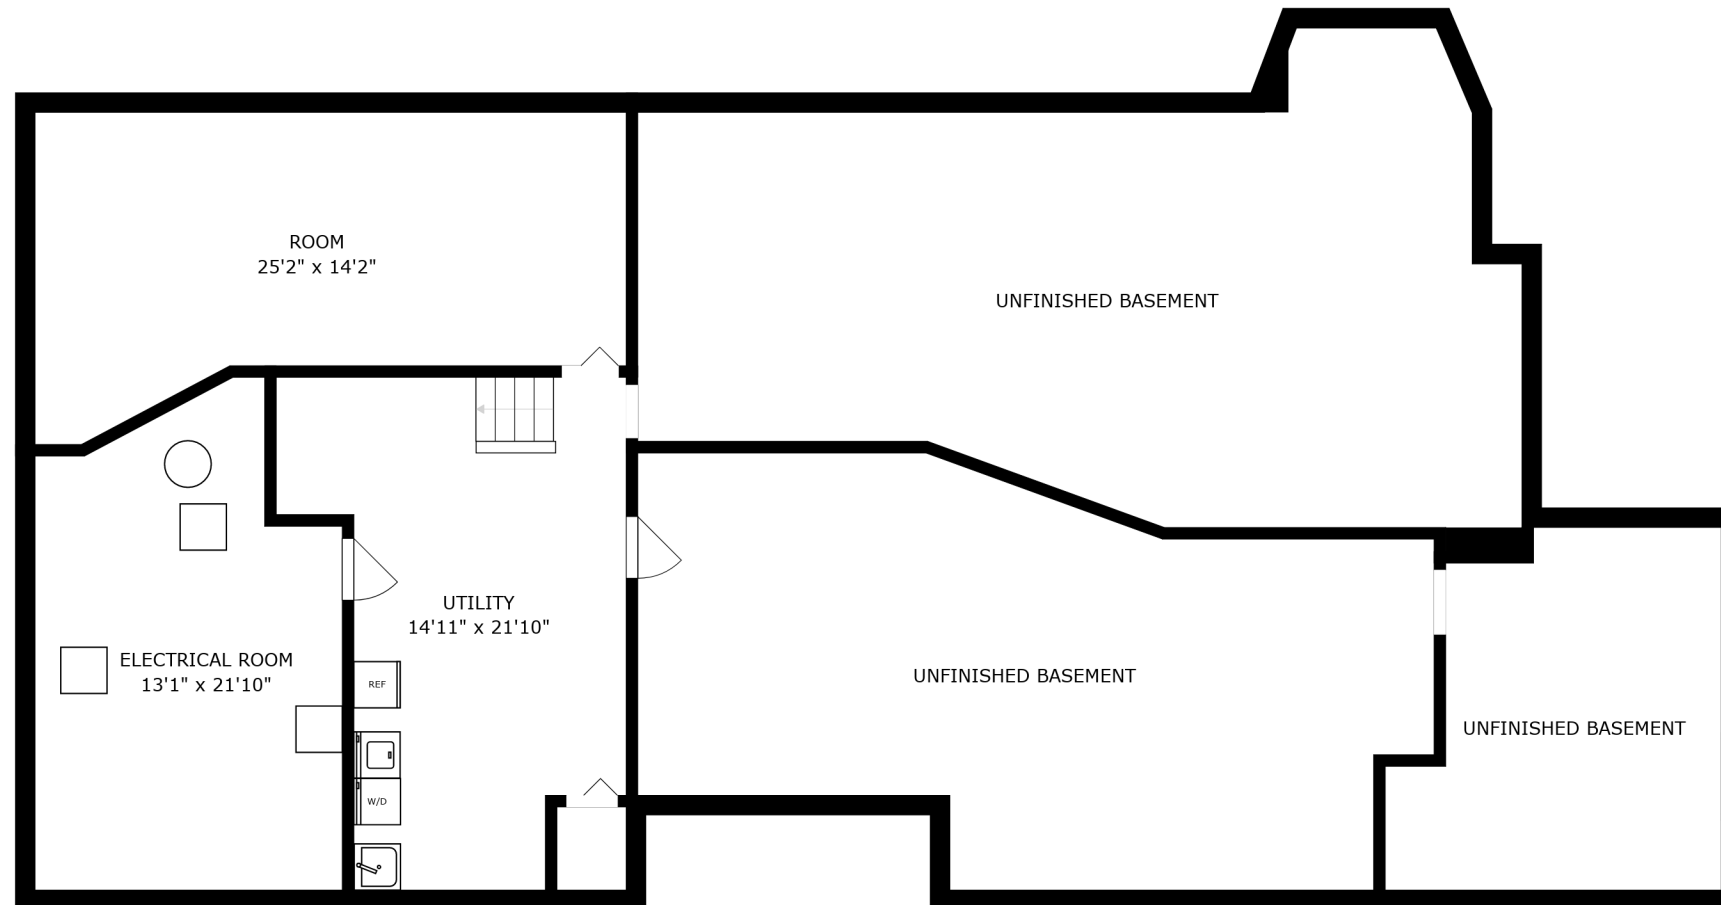 ROOM
25'2" x 14'2"
UNFINISHED BASEMENT
UTILITY
14'11" x 21'10"
ELECTRICAL ROOM
13'1" x 21'10"
REF
UNFINISHED BASEMENT
UNFINISHED BASEMENT
W/D